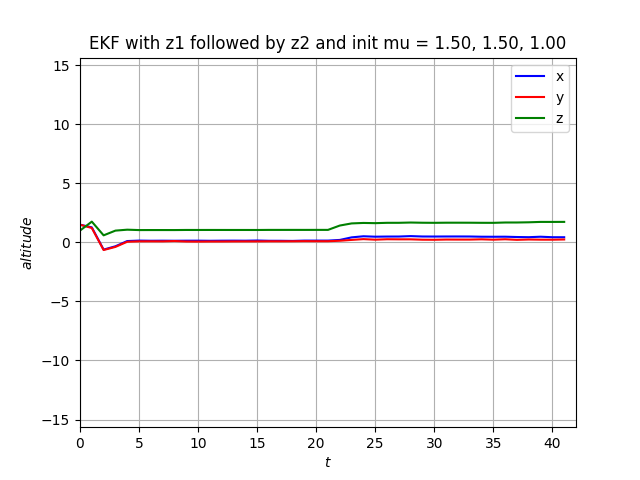 EKF with z1 followed by z2 and init mu = 1.50, 1.50, 1.00
15
10
5
0
−5
−10
−15
altitude
x
y
z
0 5 10 15 20 25 30 35 40
t